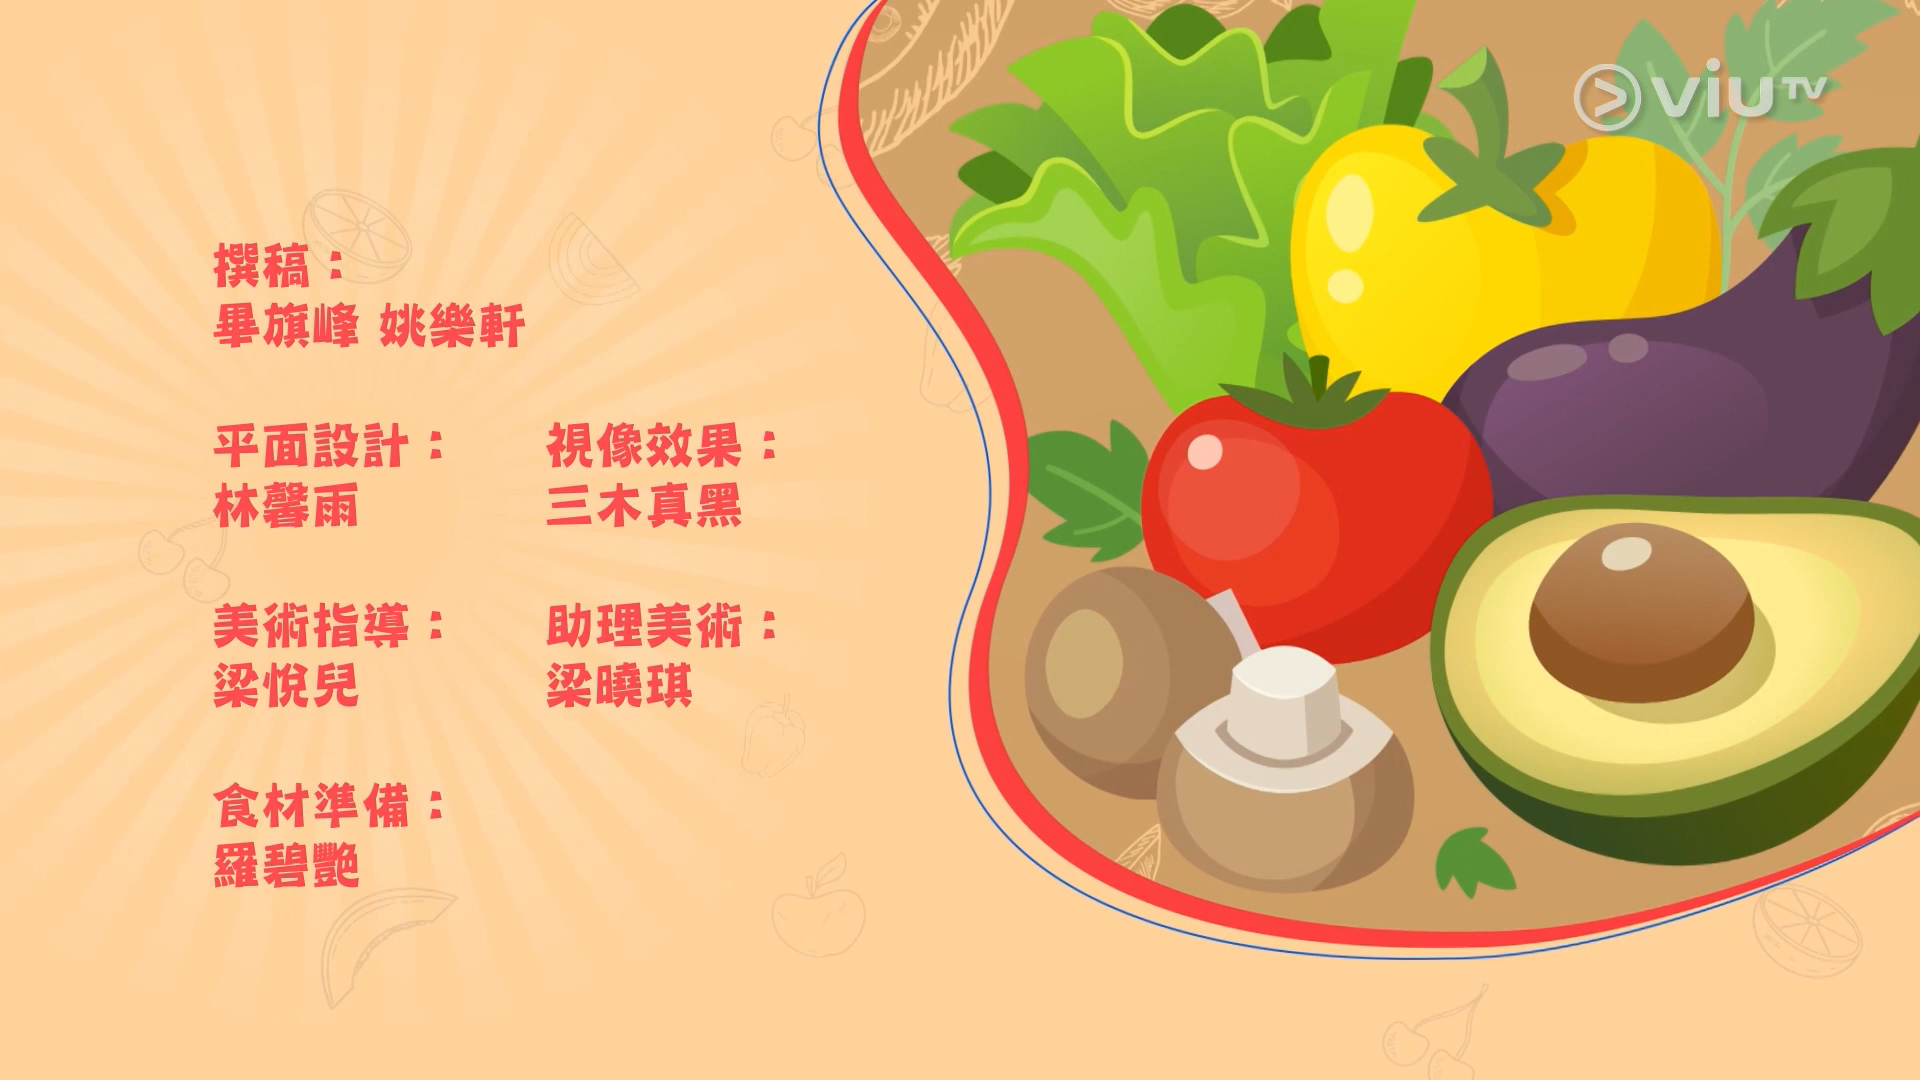 viuTV
撰稿：
畢旗峰 姚樂軒
平面設計：
林馨雨
視像效果：
三木真黑
美術指導：
梁悅兒
助理美術：
梁曉琪
食材準備：
羅碧艷